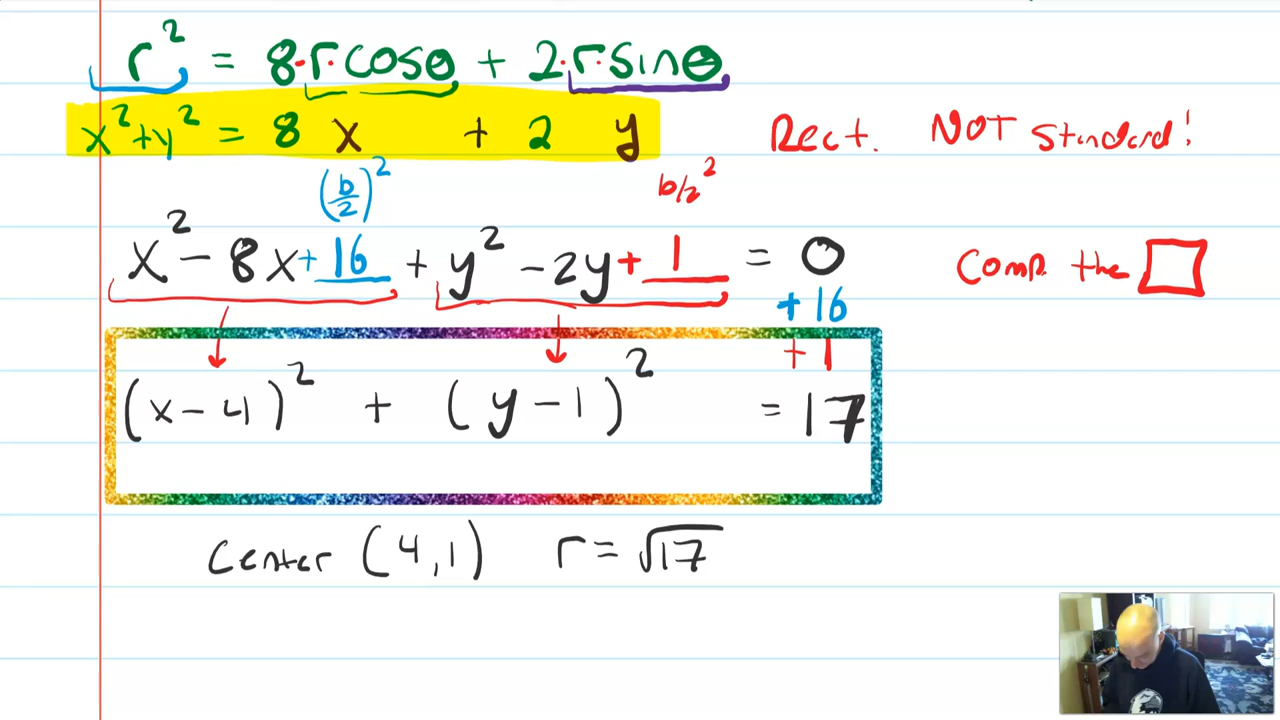 r² = 8·r·cosθ + 2·r·sinθ
x² + y² = 8 x + 2 y Rect. NOT Standard!
(b/2)² b/2²
x² - 8x + 16 + y² - 2y + 1 = 0 Comp. the □
+ 16
+ 1
(x - 4)² + (y - 1)² = 17
Center (4,1) r = √17